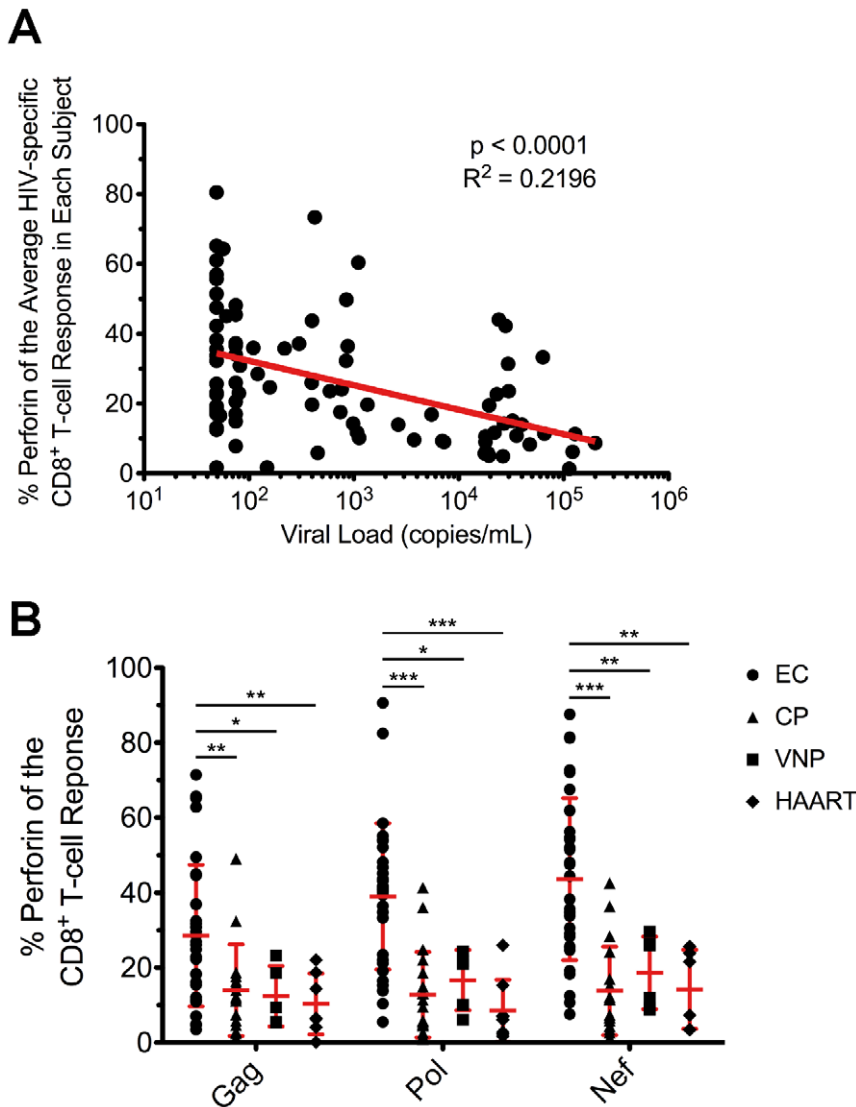 A
% Perforin of the Average HIV-specific
CD8⁺ T-cell Response in Each Subject
100
80
60
40
20
0
p < 0.0001
R² = 0.2196
10¹ 10² 10³ 10⁴ 10⁵ 10⁶
Viral Load (copies/mL)
B
% Perforin of the
CD8⁺ T-cell Reponse
100
80
60
40
20
0
** * **
*** * ***
*** ** **
Gag Pol Nef
EC
CP
VNP
HAART